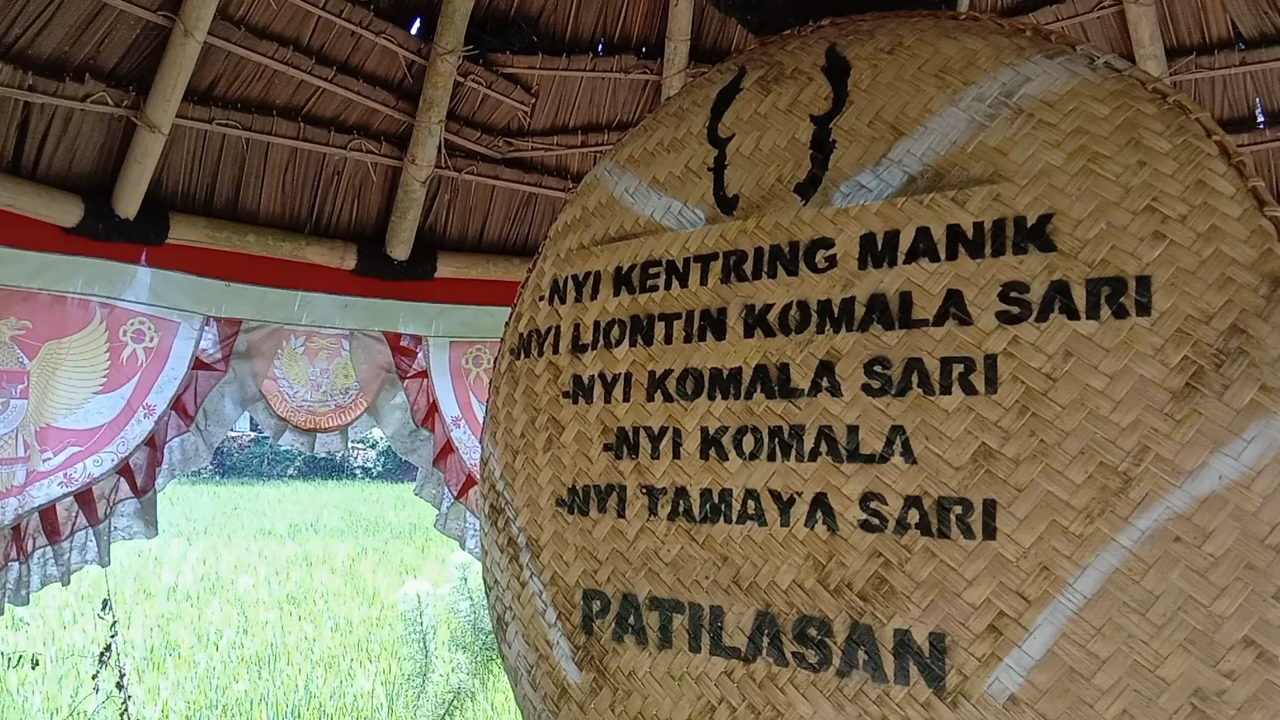 -NYI KENTRING MANIK
-NYI LIONTIN KOMALA SARI
-NYI KOMALA SARI
-NYI KOMALA
-NYI TAMAYA SARI
PATILASAN